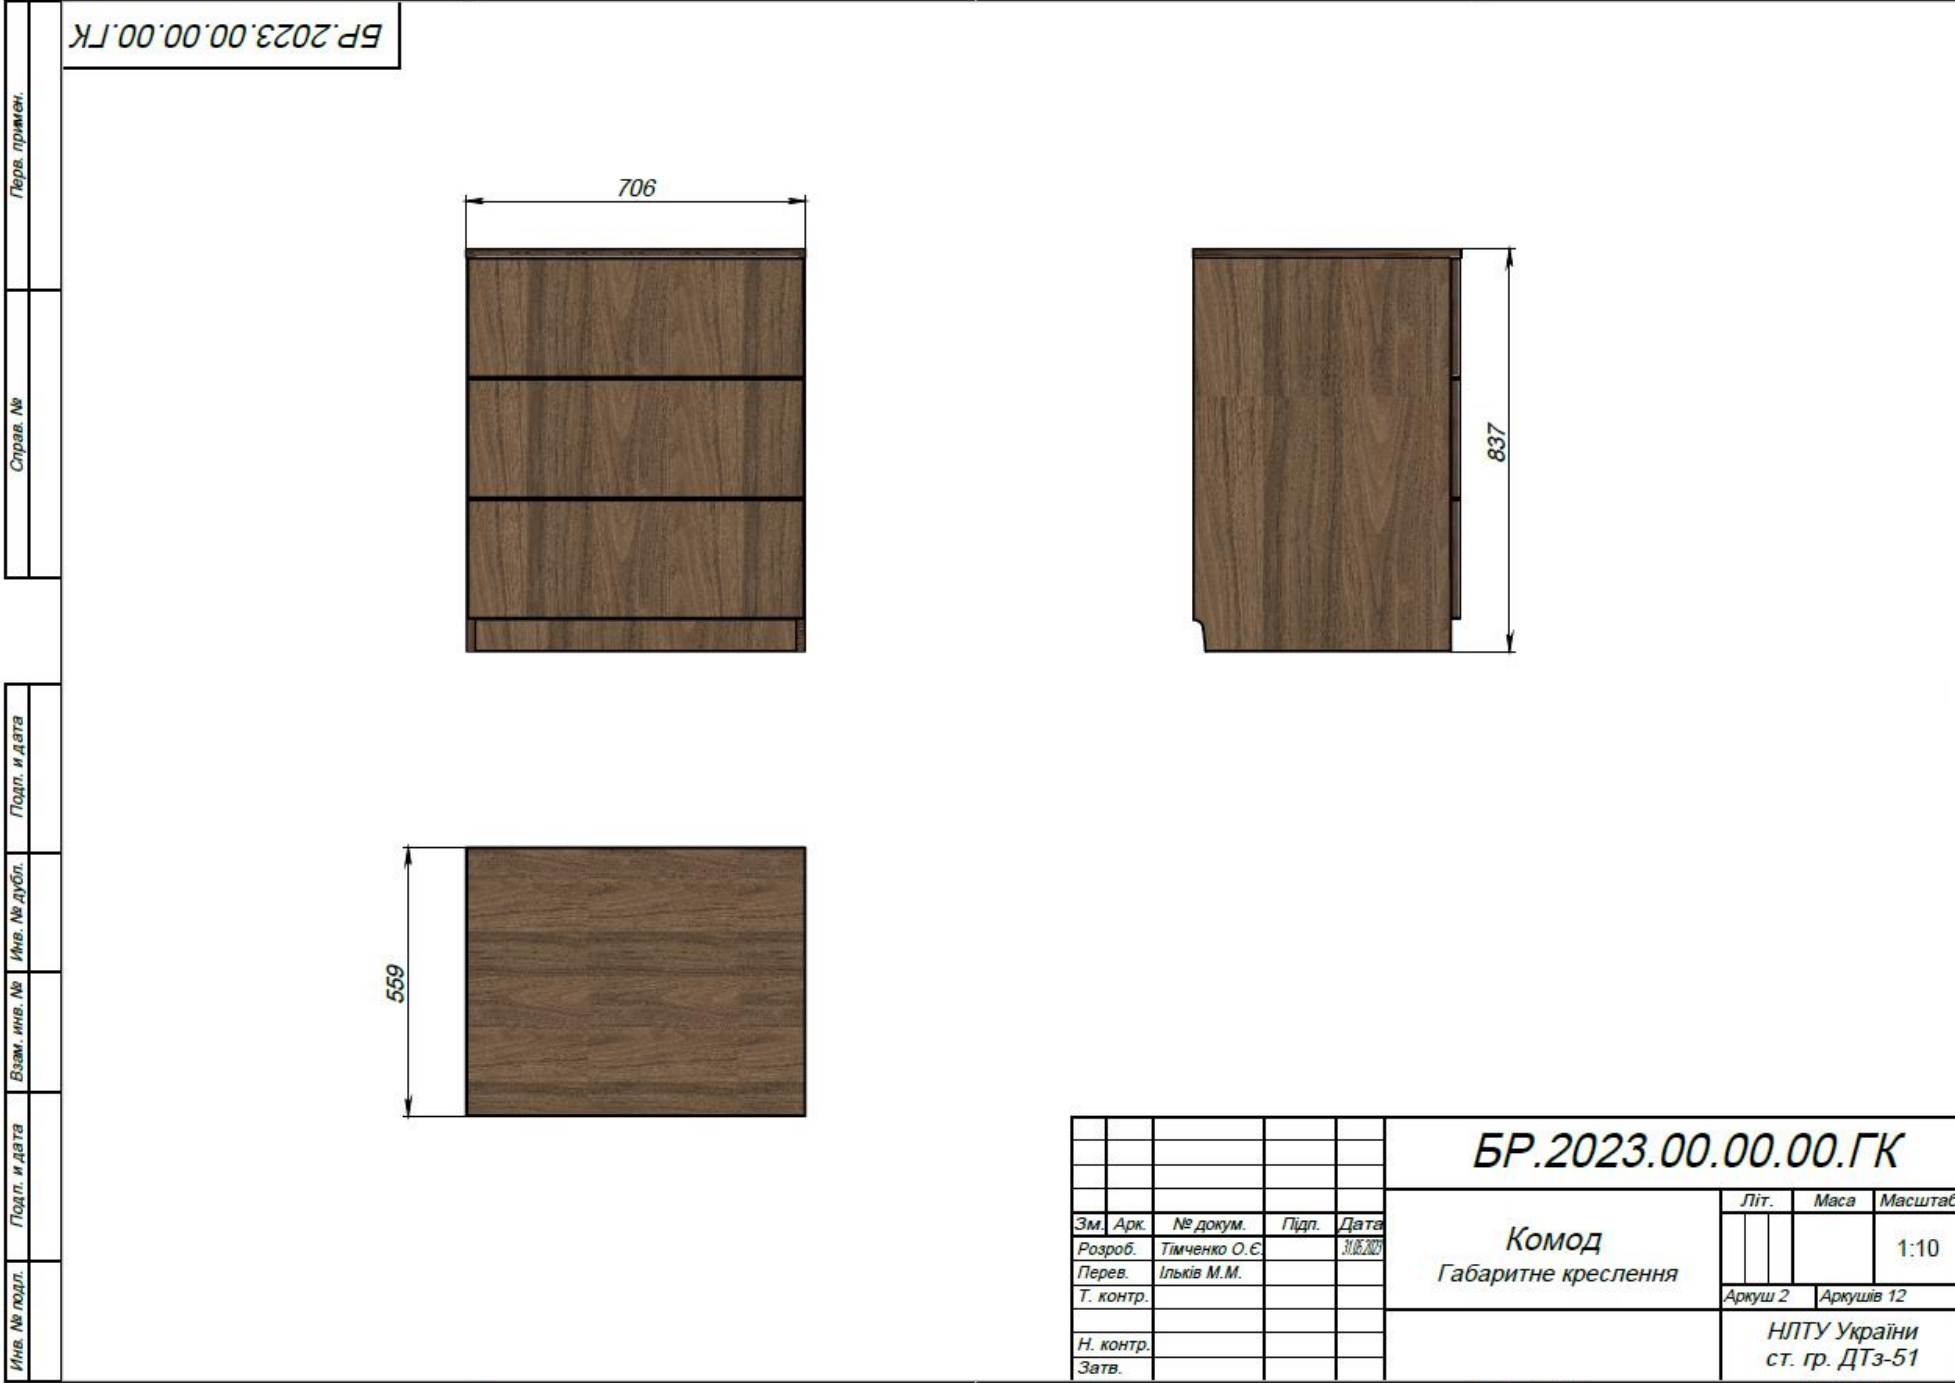 БР.2023.00.00.00.ГК
Перв. примен.
Справ. №
Подп. и дата
Инв. № дубл.
Взам. инв. №
Подп. и дата
Инв. № подл.
706
837
559
БР.2023.00.00.00.ГК
Зм. Арк. № докум. Підп. Дата
Розроб. Тімченко О.Є. 31.05.2023
Перев. Ільків М.М.
Т. контр.
Н. контр.
Затв.
Комод
Габаритне креслення
Літ. Маса Масштаб
1:10
Аркуш 2 Аркушів 12
НЛТУ України
ст. гр. ДТз-51